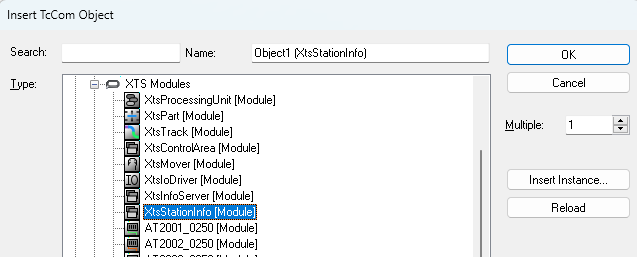 Insert TcCom Object
Search:
Name:
Object1 (XtsStationInfo)
OK
Type:
XTS Modules
Cancel
XtsProcessingUnit [Module]
XtsPart [Module]
Multiple:
1
XtsTrack [Module]
XtsControlArea [Module]
XtsMover [Module]
XtsIoDriver [Module]
Insert Instance...
XtsInfoServer [Module]
XtsStationInfo [Module]
Reload
AT2001_0250 [Module]
AT2002_0250 [Module]